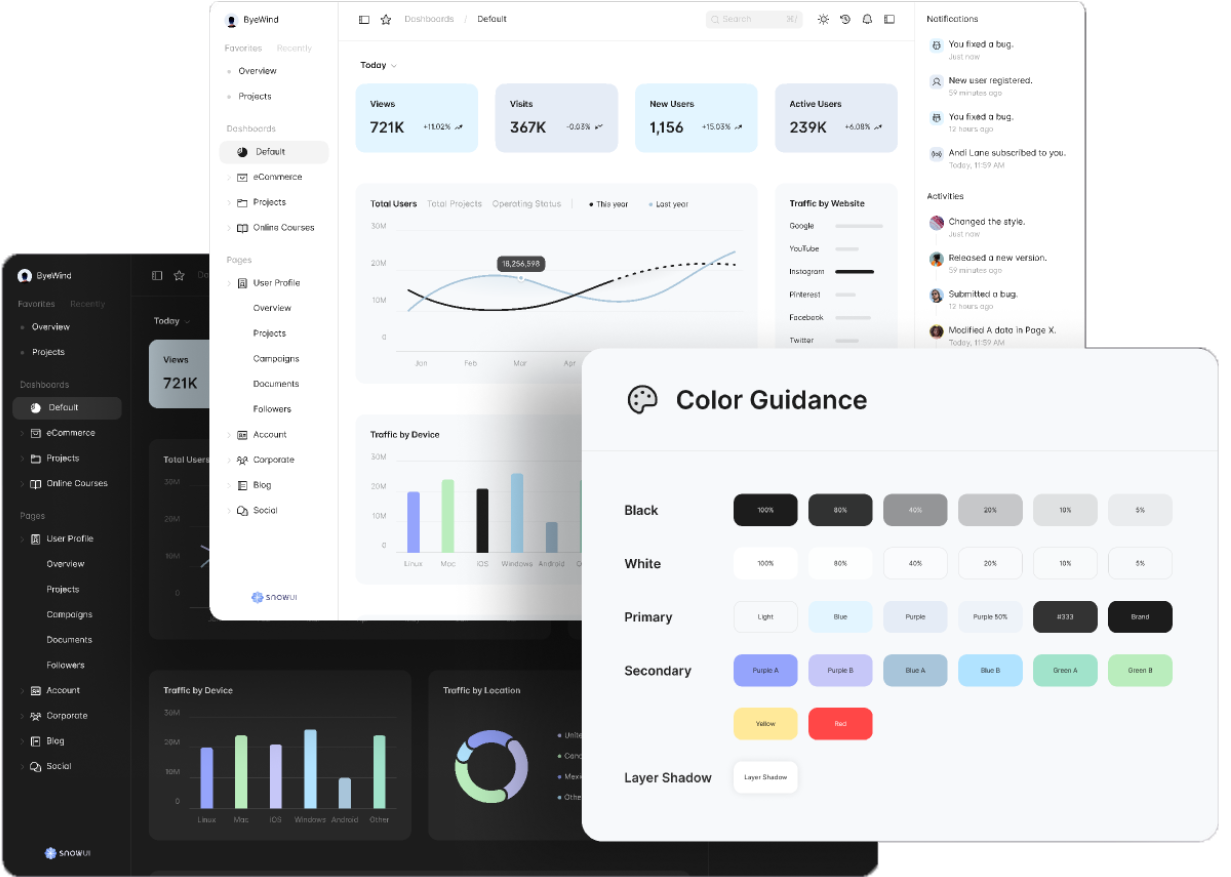 ByeWind
Favorites Recently
Overview
Projects
Dashboards
Default
eCommerce
Projects
Online Courses
Pages
User Profile
Overview
Projects
Campaigns
Documents
Followers
Account
Corporate
Blog
Social
snowUI
Dashboards / Default
Search ⌘/
Today
Views
721K +11.02%
Visits
367K -0.03%
New Users
1,156 +15.03%
Active Users
239K +6.08%
Total Users Total Projects Operating Status This year Last year
30M
20M
10M
0
18,256,598
Jan Feb Mar Apr
Traffic by Website
Google
YouTube
Instagram
Pinterest
Facebook
Twitter
Traffic by Device
30M
20M
10M
0
Linux Mac iOS Windows Android
Notifications
You fixed a bug.
Just now
New user registered.
59 minutes ago
You fixed a bug.
12 hours ago
Andi Lane subscribed to you.
Today, 11:59 AM
Activities
Changed the style.
Just now
Released a new version.
59 minutes ago
Submitted a bug.
12 hours ago
Modified A data in Page X.
Today, 11:59 AM
ByeWind
Favorites Recently
Overview
Projects
Dashboards
Default
eCommerce
Projects
Online Courses
Pages
User Profile
Overview
Projects
Campaigns
Documents
Followers
Account
Corporate
Blog
Social
snowUI
Today
Views
721K
Total Users
30M
20M
10M
0
Traffic by Device
30M
20M
10M
0
Linux Mac iOS Windows Android Other
Traffic by Location
Color Guidance
Black 100% 80% 40% 20% 10% 5%
White 100% 80% 40% 20% 10% 5%
Primary Light Blue Purple Purple 50% #333 Brand
Secondary Purple A Purple B Blue A Blue B Green A Green B
Yellow Red
Layer Shadow Layer Shadow